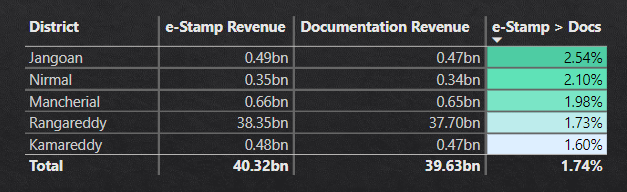 District e-Stamp Revenue Documentation Revenue e-Stamp > Docs
Jangoan 0.49bn 0.47bn 2.54%
Nirmal 0.35bn 0.34bn 2.10%
Mancherial 0.66bn 0.65bn 1.98%
Rangareddy 38.35bn 37.70bn 1.73%
Kamareddy 0.48bn 0.47bn 1.60%
Total 40.32bn 39.63bn 1.74%